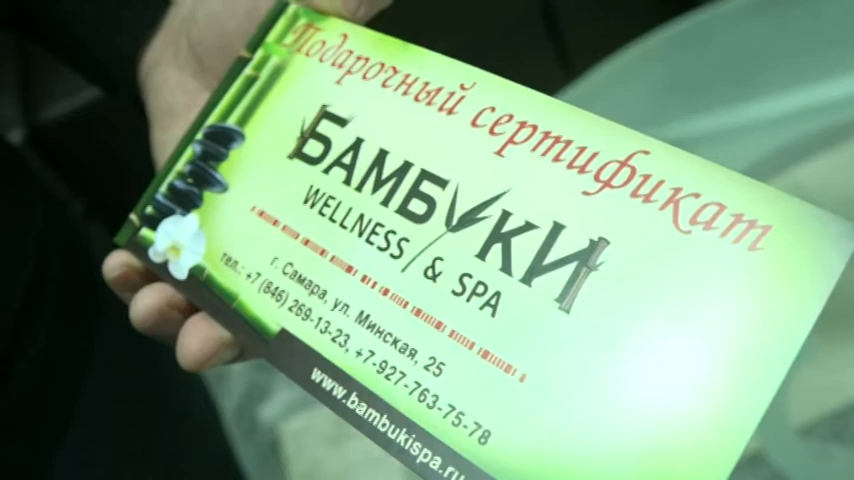 Подарочный сертификат
БАМБУКИ
WELLNESS & SPA
г. Самара, ул. Минская, 25
тел.: +7 (846) 269-13-23, +7-927-763-75-78
www.bambukispa.ru